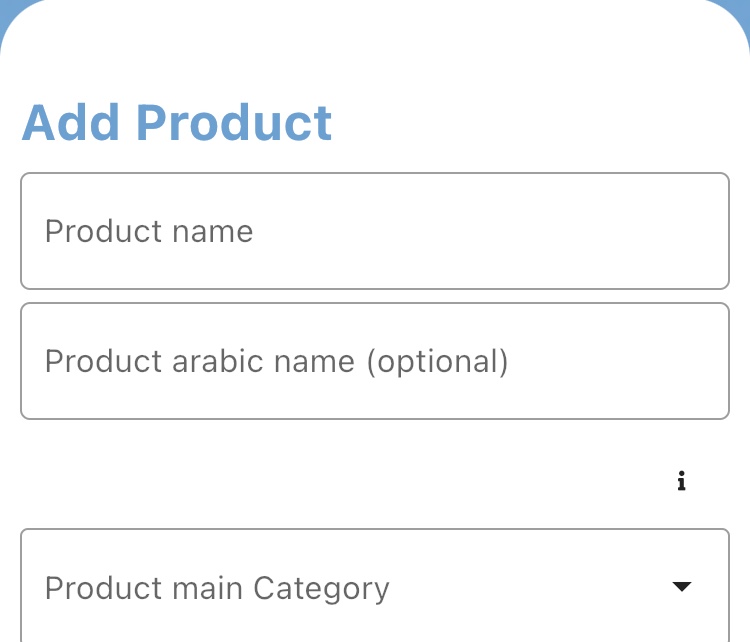 Add Product
Product name
Product arabic name (optional)
i
Product main Category